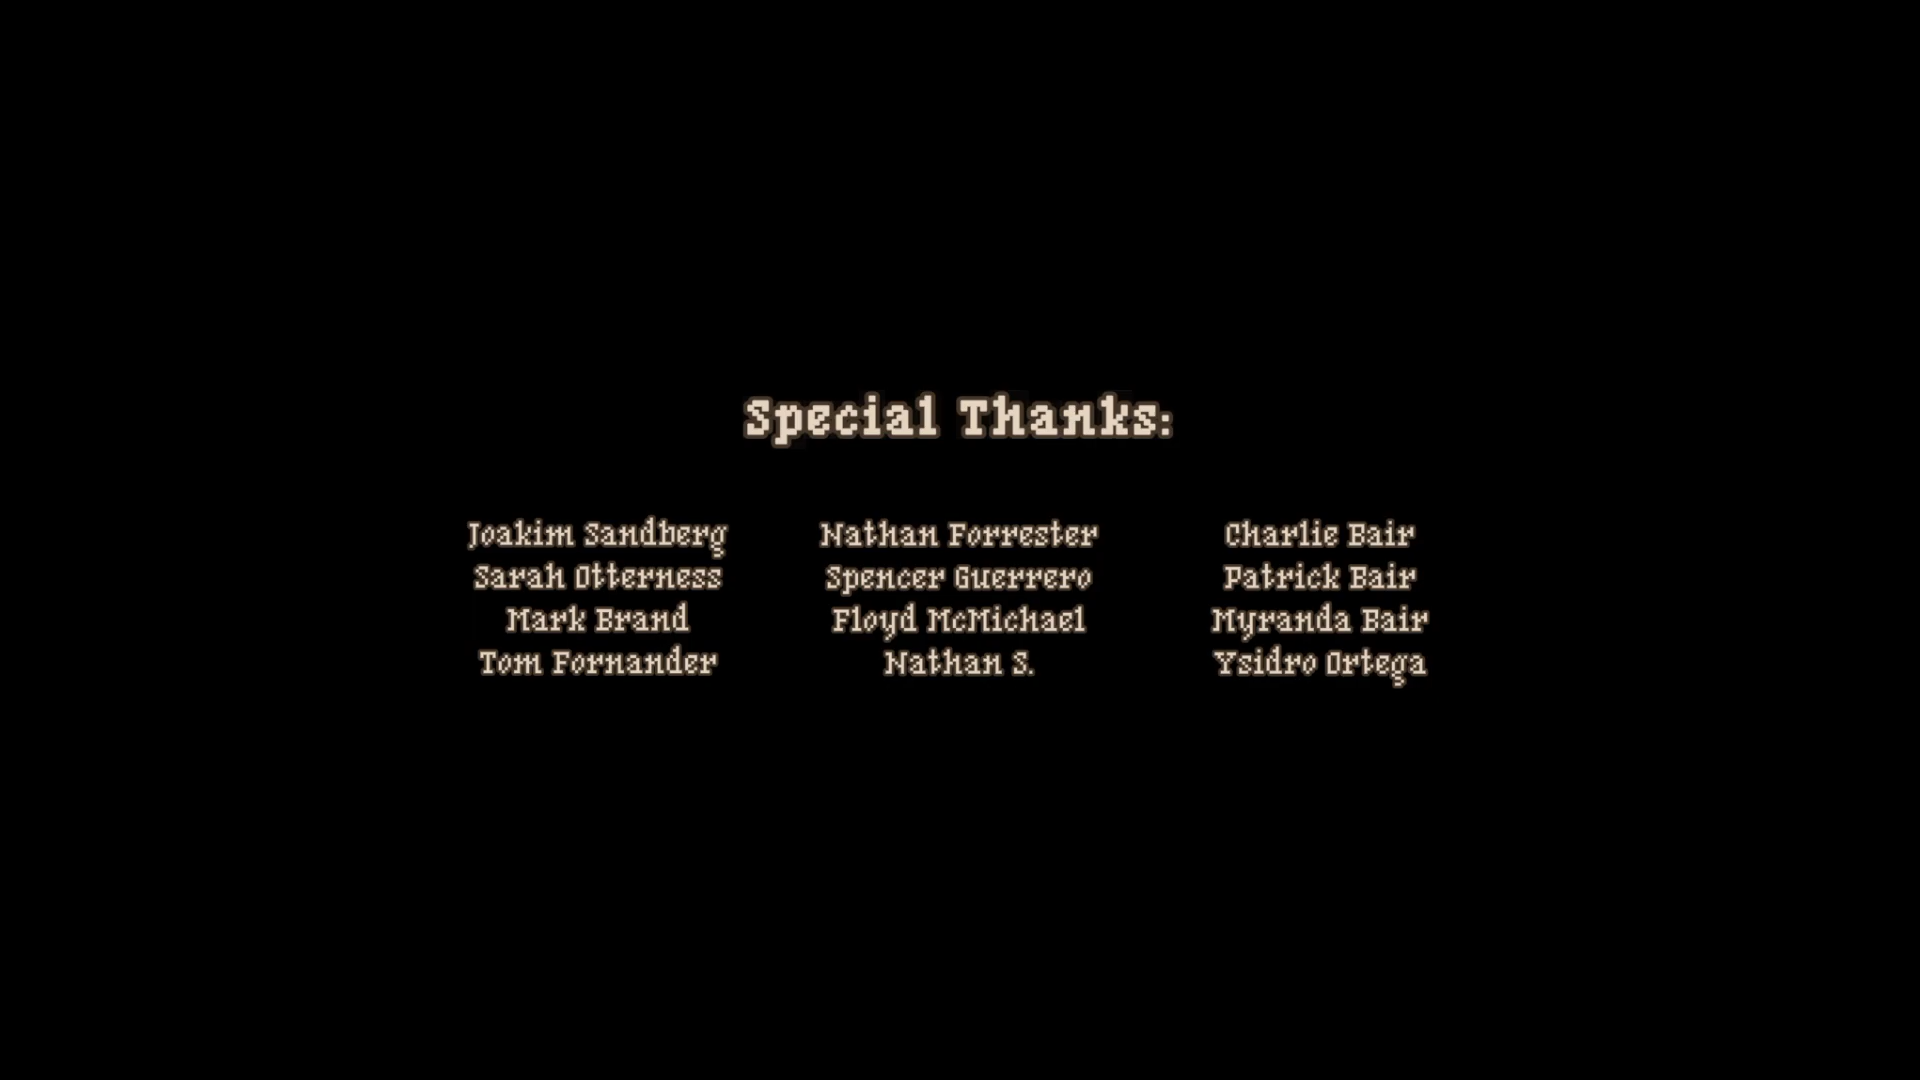 Special Thanks:
Joakim Sandberg
Sarah Otterness
Mark Brand
Tom Fornander
Nathan Forrester
Spencer Guerrero
Floyd McMichael
Nathan S.
Charlie Bair
Patrick Bair
Myranda Bair
Ysidro Ortega